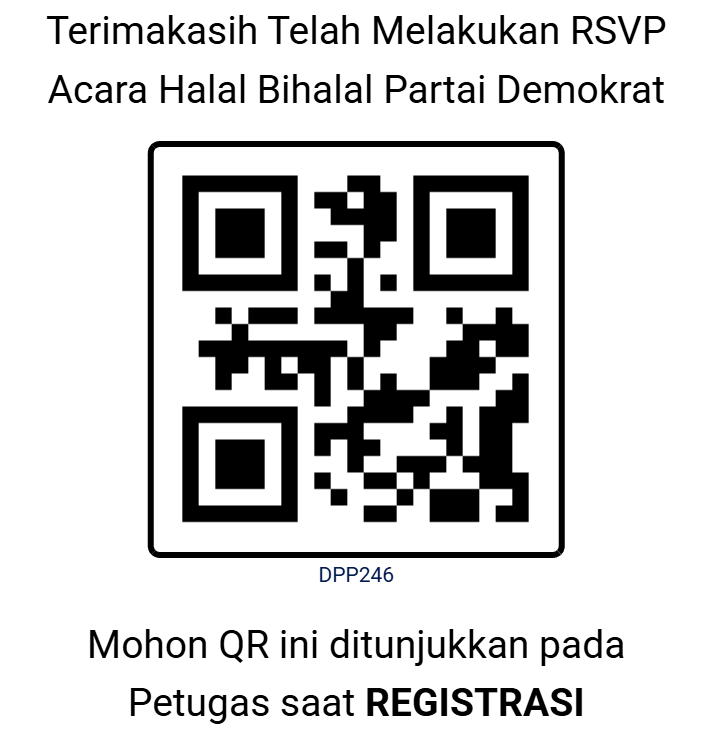 Terimakasih Telah Melakukan RSVP
Acara Halal Bihalal Partai Demokrat
DPP246
Mohon QR ini ditunjukkan pada
Petugas saat REGISTRASI